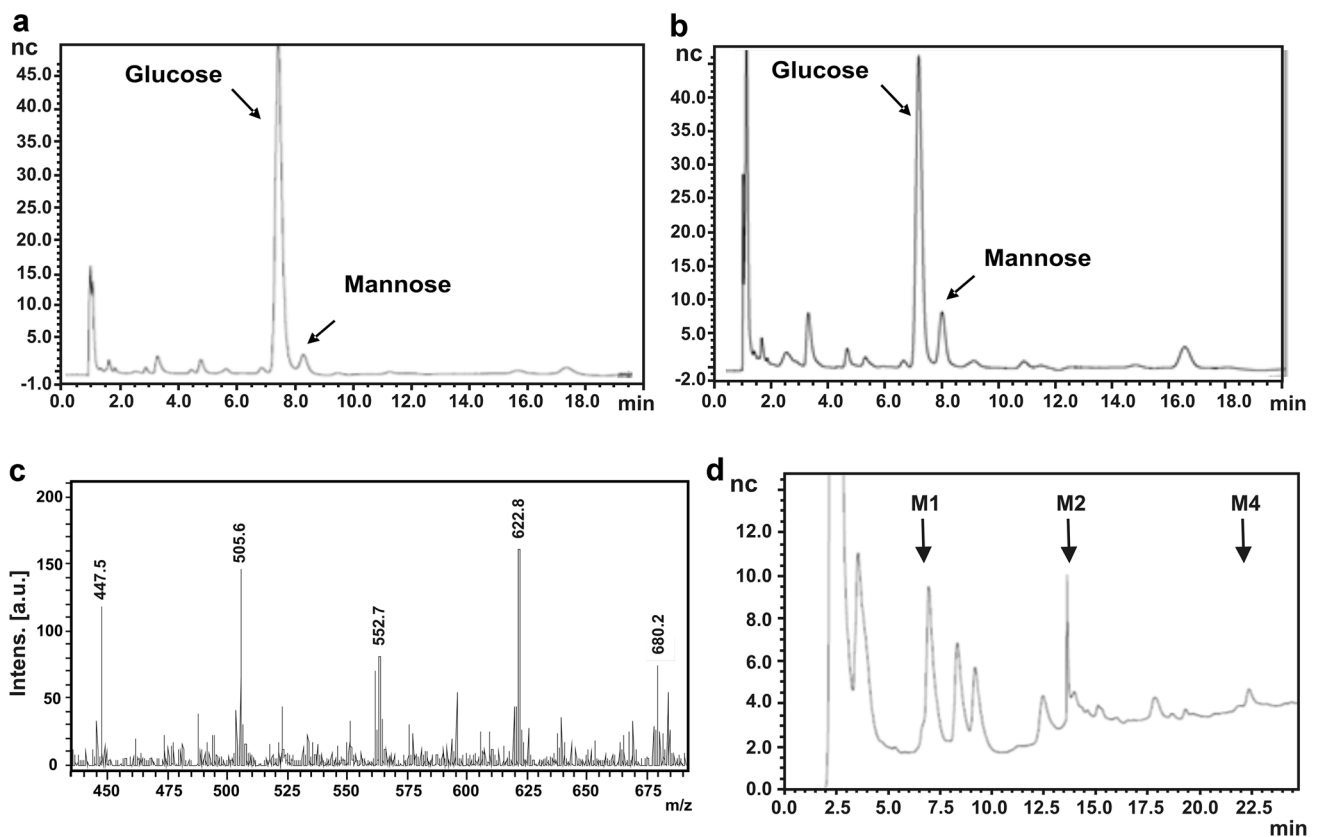 a
nc
45.0
40.0
35.0
30.0
25.0
20.0
15.0
10.0
5.0
-1.0
Glucose
Mannose
0.0 2.0 4.0 6.0 8.0 10.0 12.0 14.0 16.0 18.0 min
b
nc
40.0
35.0
30.0
25.0
20.0
15.0
10.0
5.0
-2.0
Glucose
Mannose
0.0 2.0 4.0 6.0 8.0 10.0 12.0 14.0 16.0 18.0 min
c
Intens. [a.u.]
200
150
100
50
0
447.5
505.6
552.7
622.8
680.2
450 475 500 525 550 575 600 625 650 675
m/z
d
nc
12.0
10.0
8.0
6.0
4.0
2.0
0.0
M1 M2 M4
0.0 2.5 5.0 7.5 10.0 12.5 15.0 17.5 20.0 22.5
min